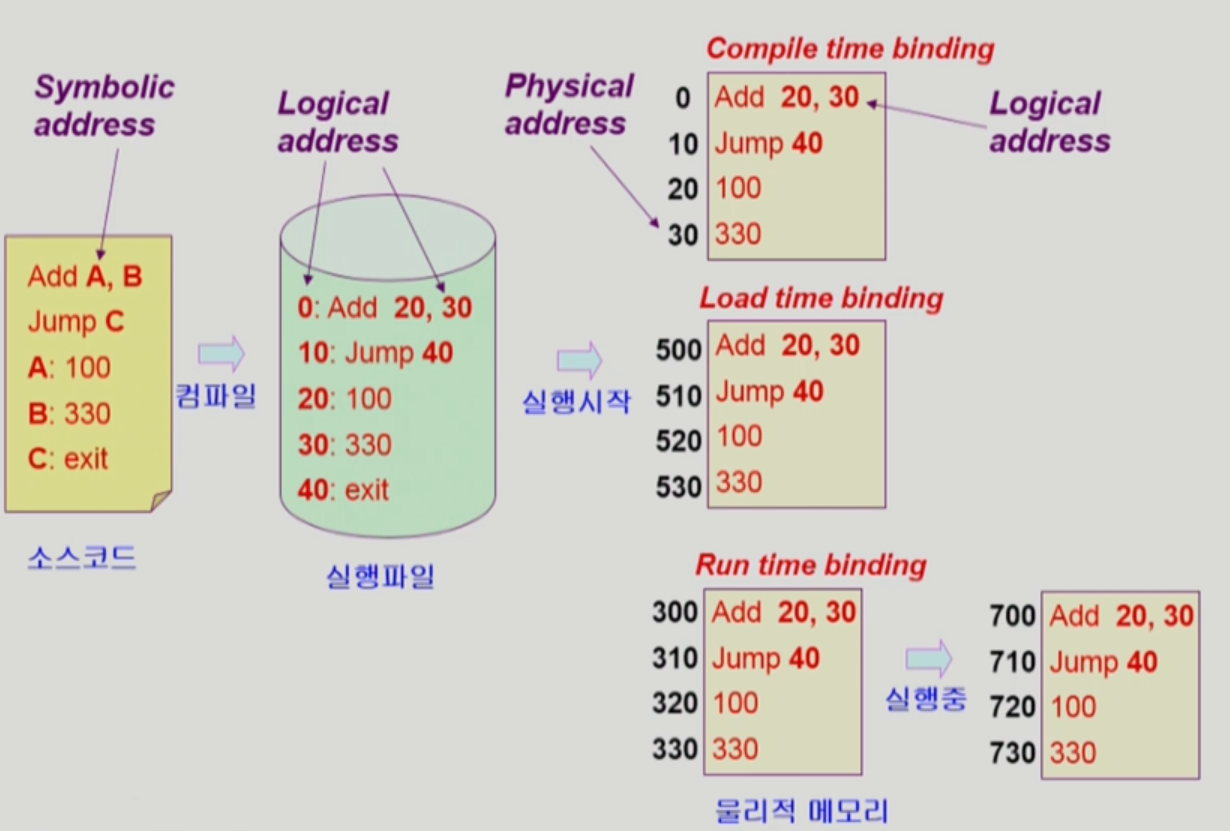 Symbolic
address
Add A, B
Jump C
A: 100
B: 330
C: exit
소스코드
컴파일
Logical
address
0: Add 20, 30
10: Jump 40
20: 100
30: 330
40: exit
실행파일
실행시작
Physical
address
Compile time binding
0 Add 20, 30
10 Jump 40
20 100
30 330
Logical
address
Load time binding
500 Add 20, 30
510 Jump 40
520 100
530 330
Run time binding
300 Add 20, 30
310 Jump 40
320 100
330 330
실행중
700 Add 20, 30
710 Jump 40
720 100
730 330
물리적 메모리